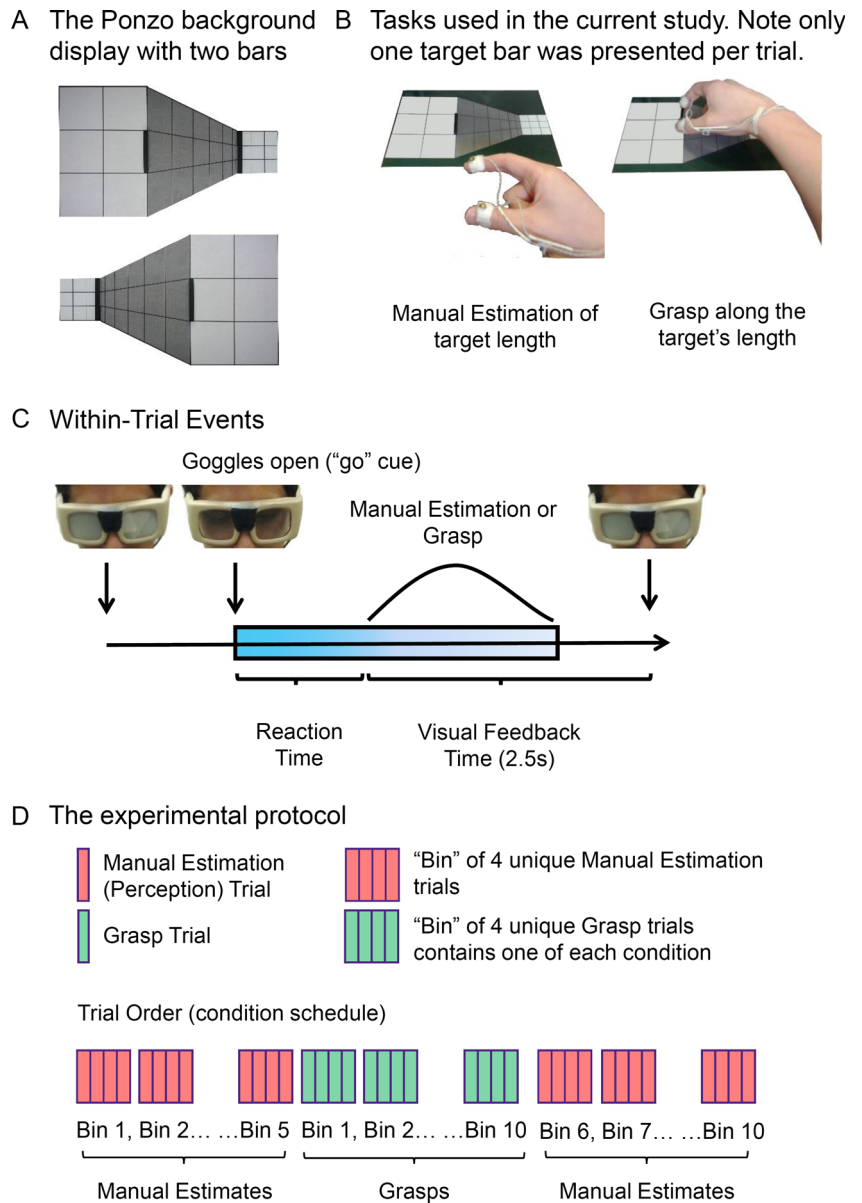 A The Ponzo background
display with two bars
B Tasks used in the current study. Note only
one target bar was presented per trial.
Manual Estimation of
target length
Grasp along the
target's length
C Within-Trial Events
Goggles open ("go" cue)
Manual Estimation or
Grasp
Reaction
Time
Visual Feedback
Time (2.5s)
D The experimental protocol
Manual Estimation
(Perception) Trial
"Bin" of 4 unique Manual Estimation
trials
Grasp Trial
"Bin" of 4 unique Grasp trials
contains one of each condition
Trial Order (condition schedule)
Bin 1, Bin 2... ...Bin 5 Bin 1, Bin 2... ...Bin 10 Bin 6, Bin 7... ...Bin 10
Manual Estimates Grasps Manual Estimates